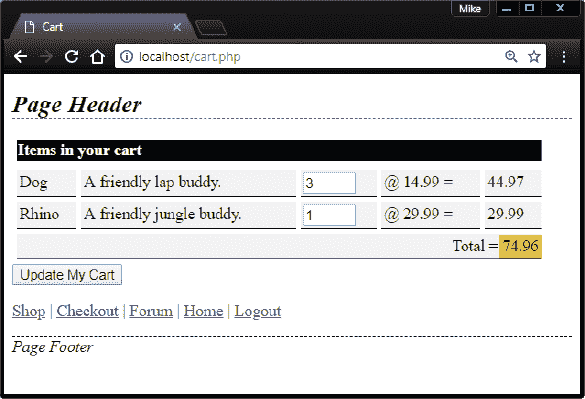 Mike
Cart
localhost/cart.php
Page Header
Items in your cart
Dog A friendly lap buddy. 3 @ 14.99 = 44.97
Rhino A friendly jungle buddy. 1 @ 29.99 = 29.99
Total = 74.96
Update My Cart
Shop | Checkout | Forum | Home | Logout
Page Footer